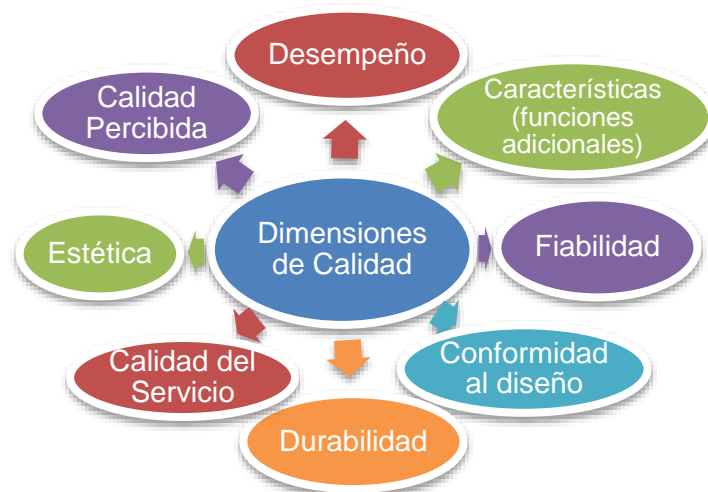 Desempeño
Calidad
Percibida
Características
(funciones
adicionales)
Estética
Dimensiones
de Calidad
Fiabilidad
Calidad del
Servicio
Conformidad
al diseño
Durabilidad